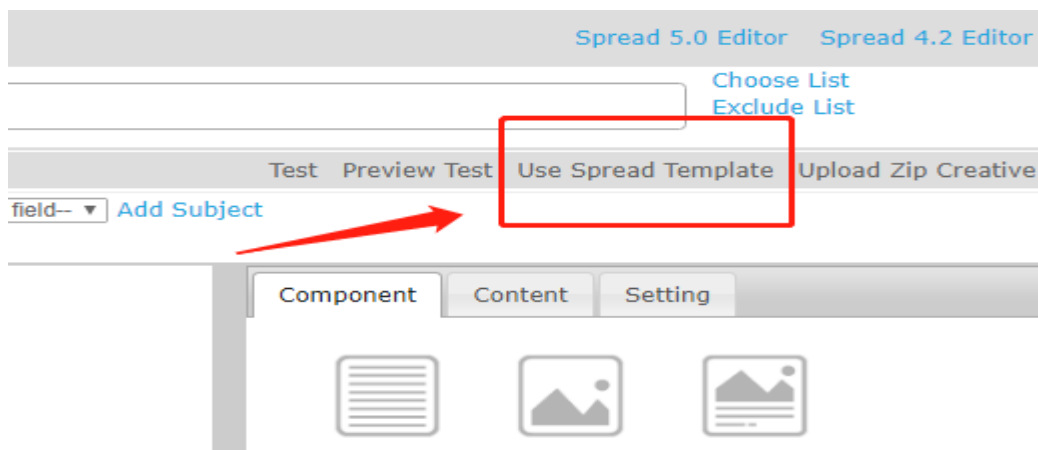 Spread 5.0 Editor Spread 4.2 Editor
Choose List
Exclude List
Test Preview Test Use Spread Template Upload Zip Creative
field-- Add Subject
Component Content Setting